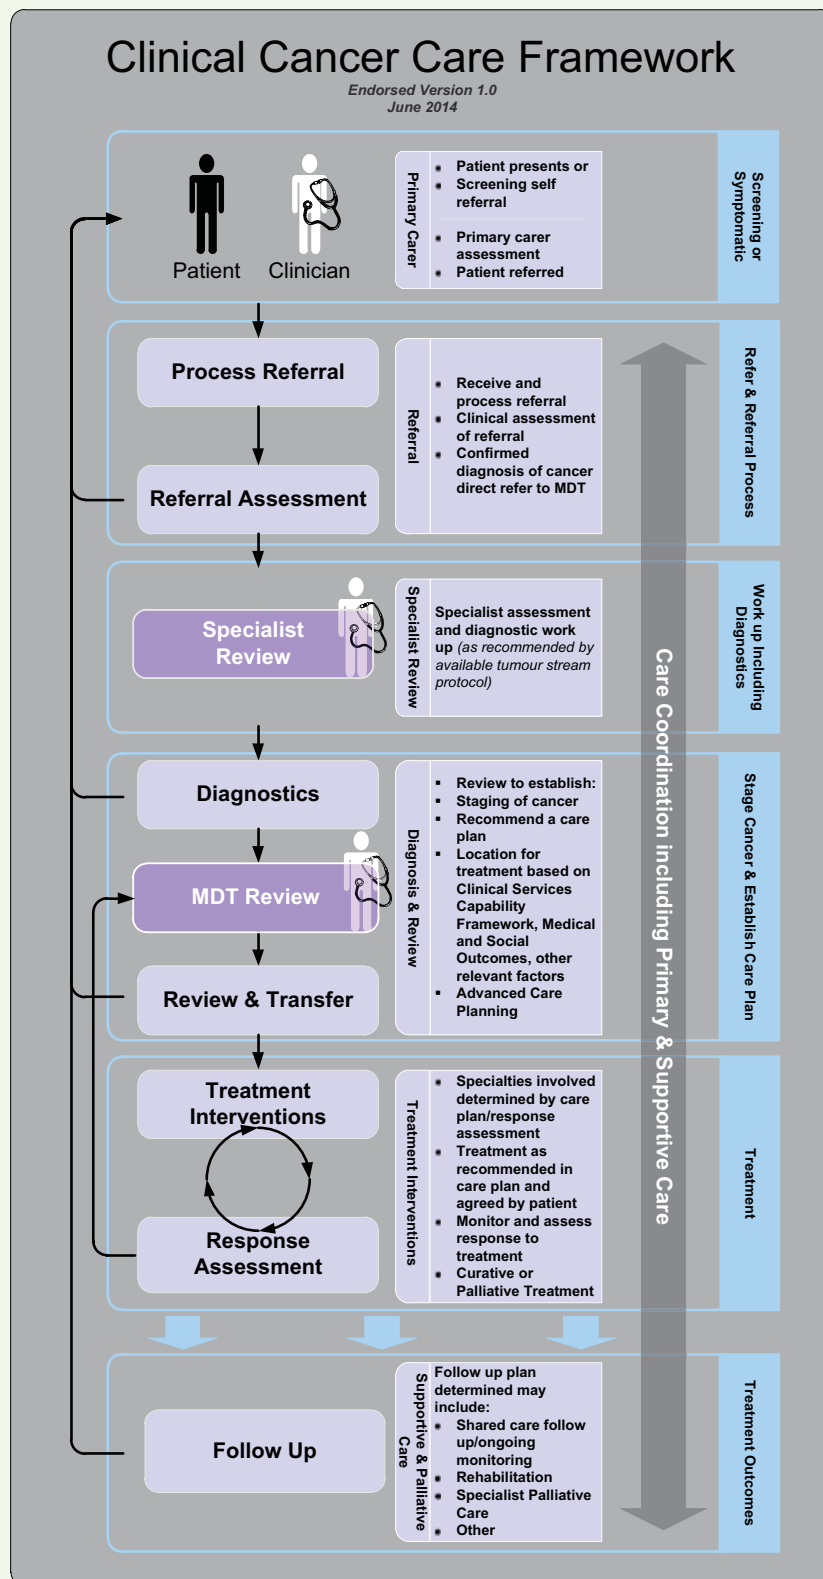 Clinical Cancer Care Framework
Endorsed Version 1.0
June 2014
Patient
Clinician
Primary Carer
Patient presents or
Screening self
referral
Primary carer
assessment
Patient referred
Screening or
Symptomatic
Process Referral
Referral Assessment
Referral
Receive and
process referral
Clinical assessment
of referral
Confirmed
diagnosis of cancer
direct refer to MDT
Refer & Referral Process
Specialist
Review
Specialist Review
Specialist assessment
and diagnostic work
up (as recommended by
available tumour stream
protocol)
Work up Including
Diagnostics
Care Coordination including Primary & Supportive Care
Diagnostics
MDT Review
Review & Transfer
Diagnosis & Review
Review to establish:
Staging of cancer
Recommend a care
plan
Location for
treatment based on
Clinical Services
Capability
Framework, Medical
and Social
Outcomes, other
relevant factors
Advanced Care
Planning
Stage Cancer & Establish Care Plan
Treatment
Interventions
Response
Assessment
Treatment Interventions
Specialties involved
determined by care
plan/response
assessment
Treatment as
recommended in
care plan and
agreed by patient
Monitor and assess
response to
treatment
Curative or
Palliative Treatment
Treatment
Follow Up
Supportive & Palliative
Care
Follow up plan
determined may
include:
Shared care follow
up/ongoing
monitoring
Rehabilitation
Specialist Palliative
Care
Other
Treatment Outcomes